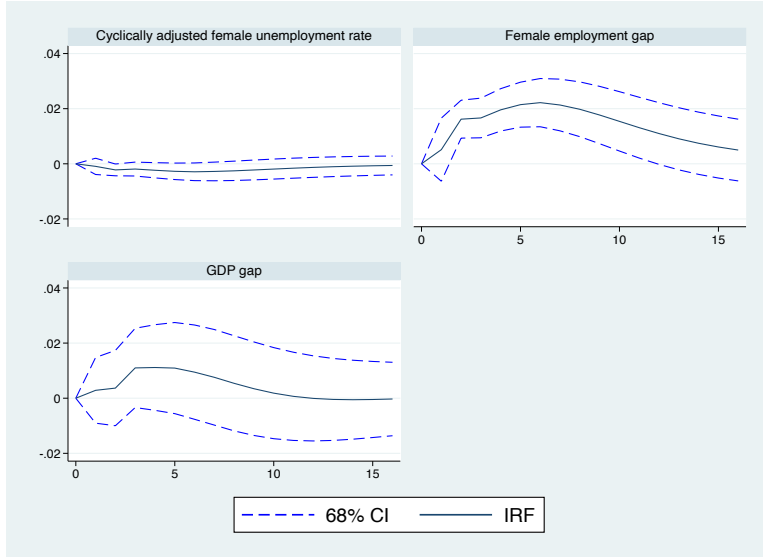 Cyclically adjusted female unemployment rate
Female employment gap
.04
.02
0
-.02
0 5 10 15
GDP gap
.04
.02
0
-.02
0 5 10 15
68% CI IRF